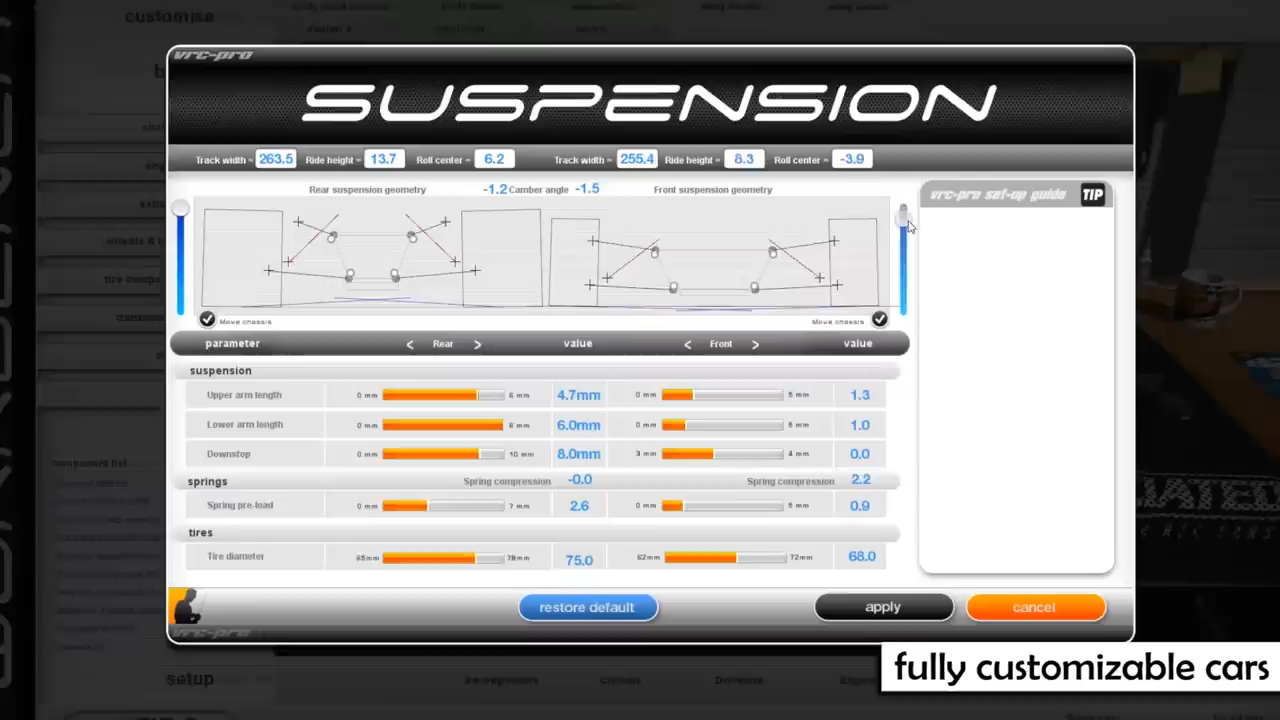 customise
vrc-pro
SUSPENSION
Track width = 263.5 Ride height = 13.7 Roll center = 6.2 Track width = 255.4 Ride height = 8.3 Roll center = -3.9
Rear suspension geometry -1.2 Camber angle -1.5 Front suspension geometry
vrc-pro set-up guide TIP
Move chassis Move chassis
parameter < Rear > value < Front > value
suspension
Upper arm length 0 mm 6 mm 4.7mm 0 mm 5 mm 1.3
Lower arm length 0 mm 6 mm 6.0mm 0 mm 5 mm 1.0
Downstop 0 mm 10 mm 8.0mm 3 mm 4 mm 0.0
springs Spring compression -0.0 Spring compression 2.2
Spring pre-load 0 mm 7 mm 2.6 0 mm 5 mm 0.9
tires
Tire diameter 65mm 78mm 75.0 62mm 72mm 68.0
restore default apply cancel
vrc-pro
fully customizable cars
component list
setup